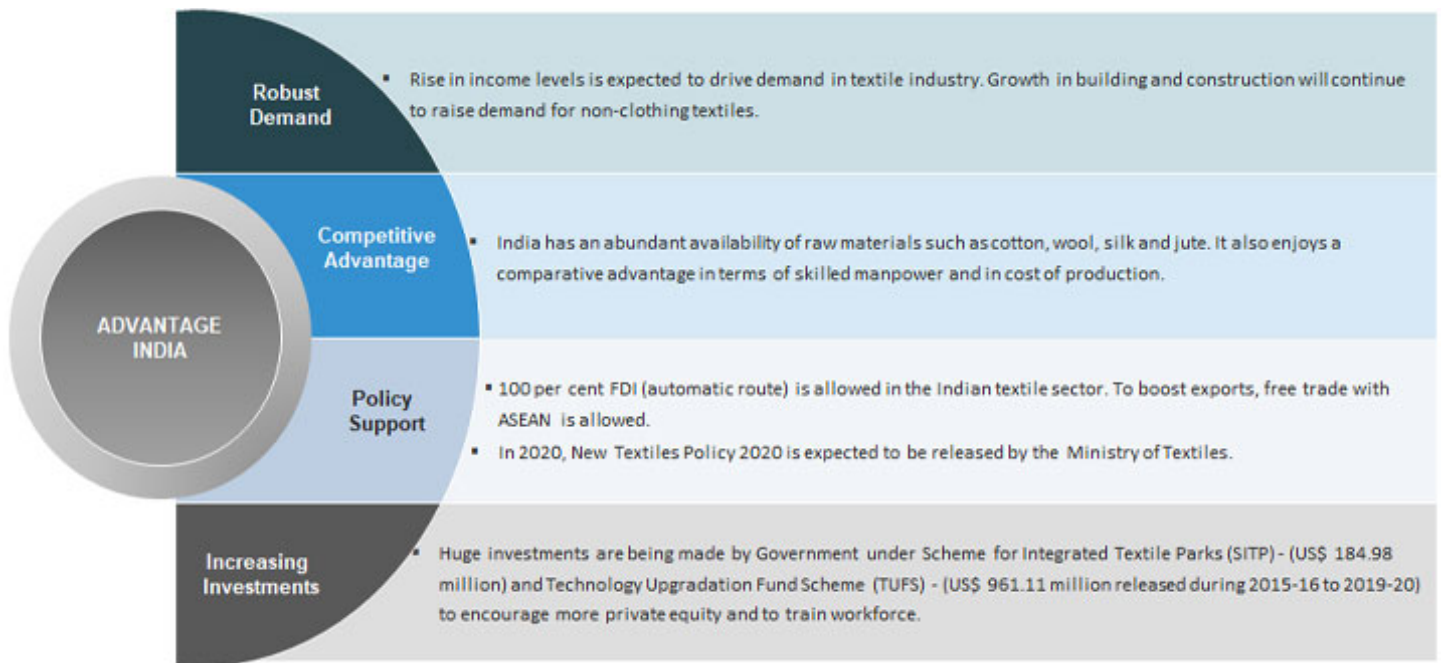 ADVANTAGE
INDIA
Robust
Demand
▪ Rise in income levels is expected to drive demand in textile industry. Growth in building and construction will continue
to raise demand for non-clothing textiles.
Competitive
Advantage
▪ India has an abundant availability of raw materials such as cotton, wool, silk and jute. It also enjoys a
comparative advantage in terms of skilled manpower and in cost of production.
Policy
Support
▪ 100 per cent FDI (automatic route) is allowed in the Indian textile sector. To boost exports, free trade with
ASEAN is allowed.
▪ In 2020, New Textiles Policy 2020 is expected to be released by the Ministry of Textiles.
Increasing
Investments
▪ Huge investments are being made by Government under Scheme for Integrated Textile Parks (SITP) - (US$ 184.98
million) and Technology Upgradation Fund Scheme (TUFS) - (US$ 961.11 million released during 2015-16 to 2019-20)
to encourage more private equity and to train workforce.